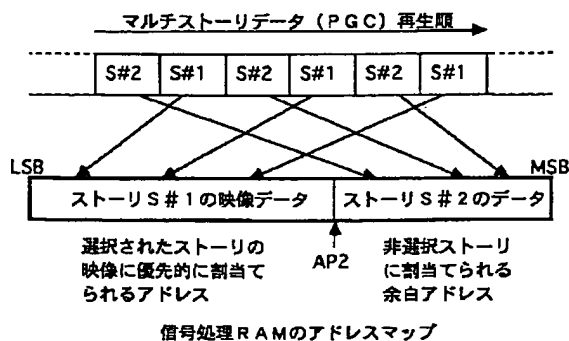 マルチストーリデータ（ＰＧＣ）再生順
S#2 S#1 S#2 S#1 S#2 S#1
LSB MSB
ストーリＳ＃１の映像データ ストーリＳ＃２のデータ
選択されたストーリの
映像に優先的に割当て
られるアドレス
AP2
非選択ストーリ
に割当てられる
余白アドレス
信号処理ＲＡＭのアドレスマップ